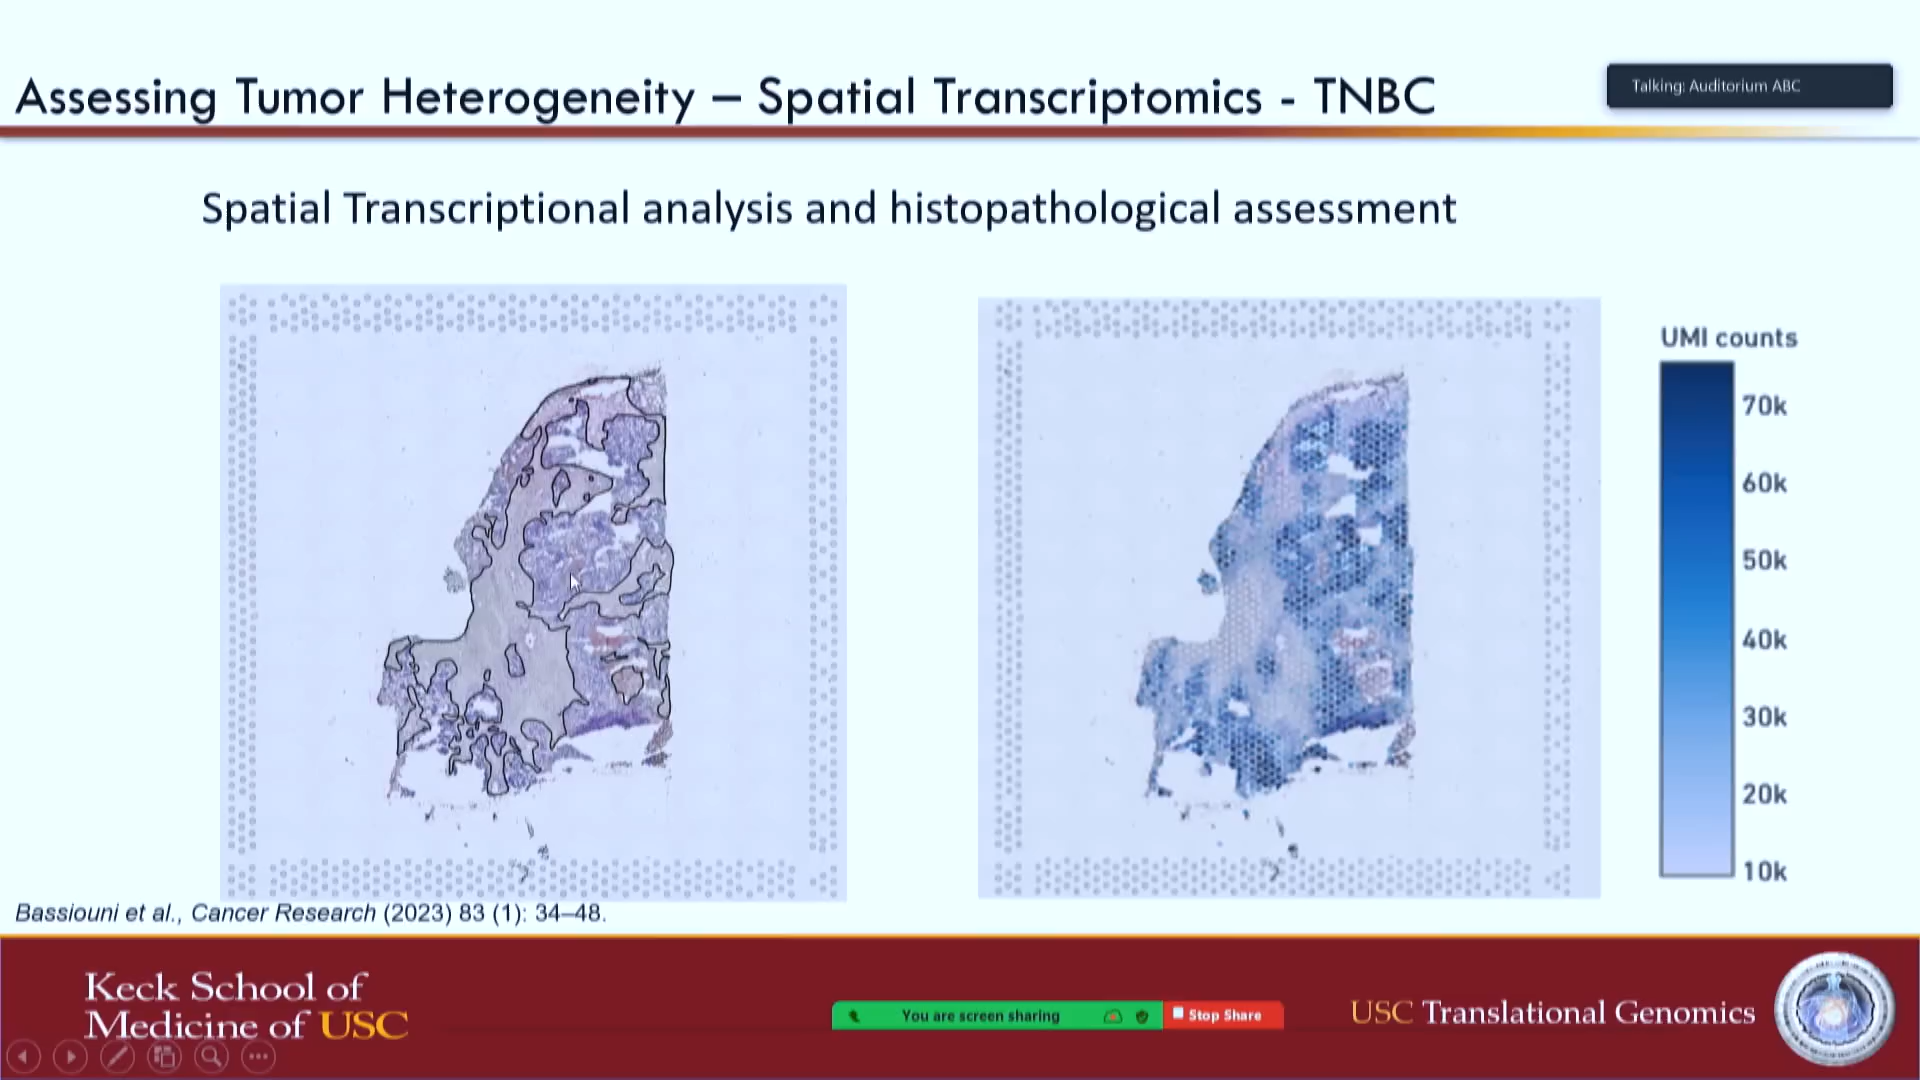 Assessing Tumor Heterogeneity – Spatial Transcriptomics - TNBC
Talking: Auditorium ABC
Spatial Transcriptional analysis and histopathological assessment
UMI counts
70k
60k
50k
40k
30k
20k
10k
Bassiouni et al., Cancer Research (2023) 83 (1): 34–48.
Keck School of
Medicine of USC
You are screen sharing
Stop Share
USC Translational Genomics